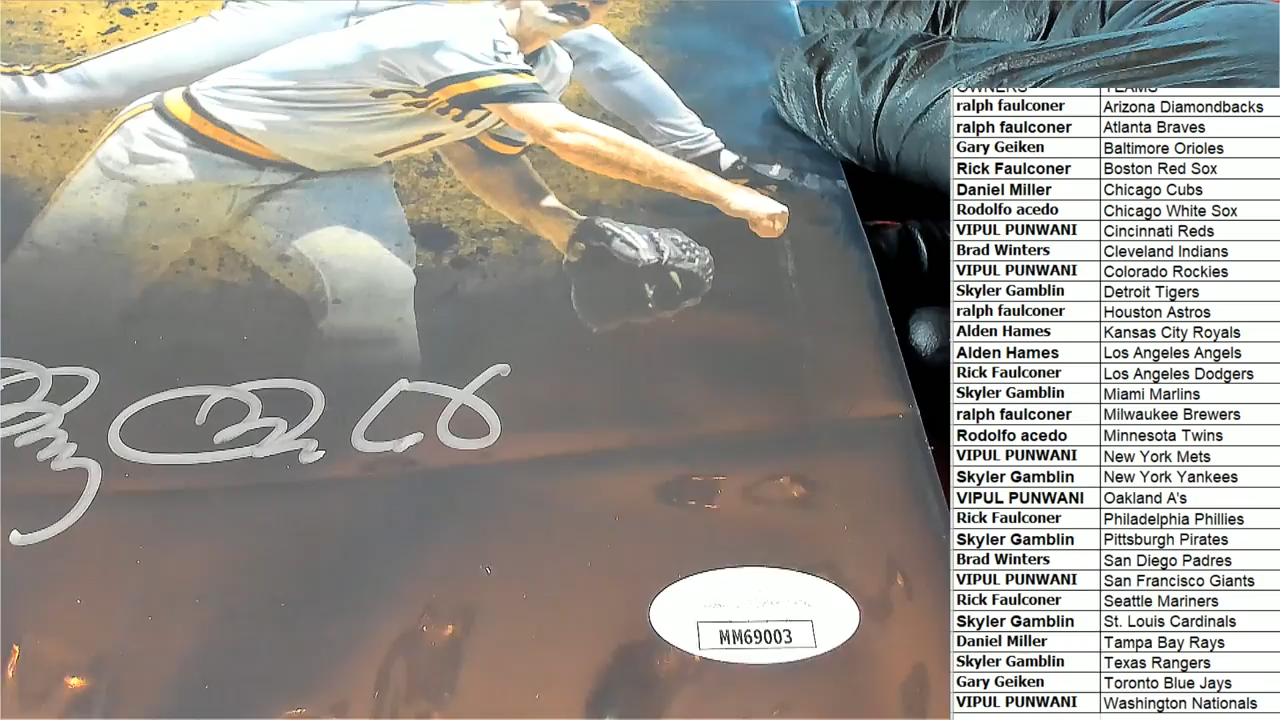 OWNERS TEAMS
ralph faulconer Arizona Diamondbacks
ralph faulconer Atlanta Braves
Gary Geiken Baltimore Orioles
Rick Faulconer Boston Red Sox
Daniel Miller Chicago Cubs
Rodolfo acedo Chicago White Sox
VIPUL PUNWANI Cincinnati Reds
Brad Winters Cleveland Indians
VIPUL PUNWANI Colorado Rockies
Skyler Gamblin Detroit Tigers
ralph faulconer Houston Astros
Alden Hames Kansas City Royals
Alden Hames Los Angeles Angels
Rick Faulconer Los Angeles Dodgers
Skyler Gamblin Miami Marlins
ralph faulconer Milwaukee Brewers
Rodolfo acedo Minnesota Twins
VIPUL PUNWANI New York Mets
Skyler Gamblin New York Yankees
VIPUL PUNWANI Oakland A's
Rick Faulconer Philadelphia Phillies
Skyler Gamblin Pittsburgh Pirates
Brad Winters San Diego Padres
VIPUL PUNWANI San Francisco Giants
Rick Faulconer Seattle Mariners
Skyler Gamblin St. Louis Cardinals
Daniel Miller Tampa Bay Rays
Skyler Gamblin Texas Rangers
Gary Geiken Toronto Blue Jays
VIPUL PUNWANI Washington Nationals
MM69003